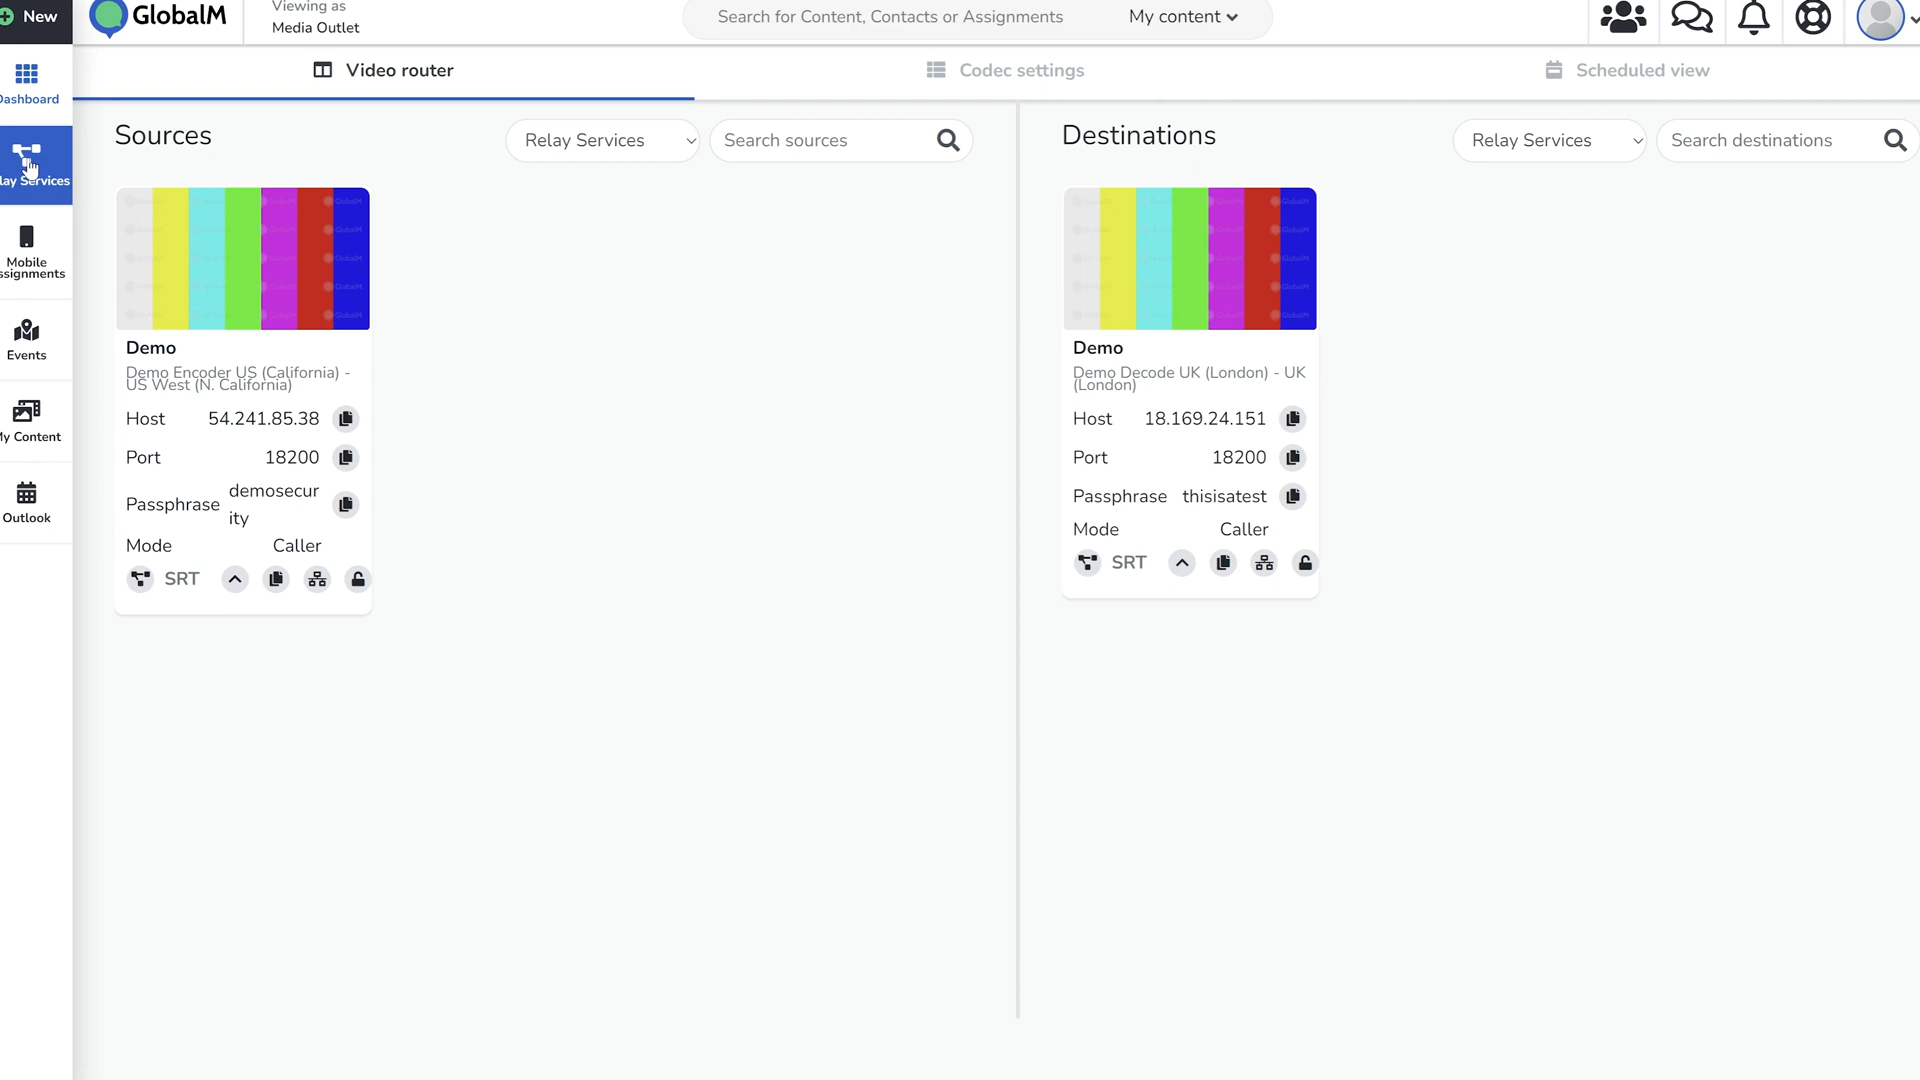 New
GlobalM
Viewing as
Media Outlet
Search for Content, Contacts or Assignments
My content
Dashboard
lay Services
Mobile
ssignments
Events
My Content
Outlook
Video router
Codec settings
Scheduled view
Sources
Relay Services
Search sources
Demo
Demo Encoder US (California) -
US West (N. California)
Host 54.241.85.38
Port 18200
Passphrase demosecur
ity
Mode Caller
SRT
Destinations
Relay Services
Search destinations
Demo
Demo Decode UK (London) - UK
(London)
Host 18.169.24.151
Port 18200
Passphrase thisisatest
Mode Caller
SRT